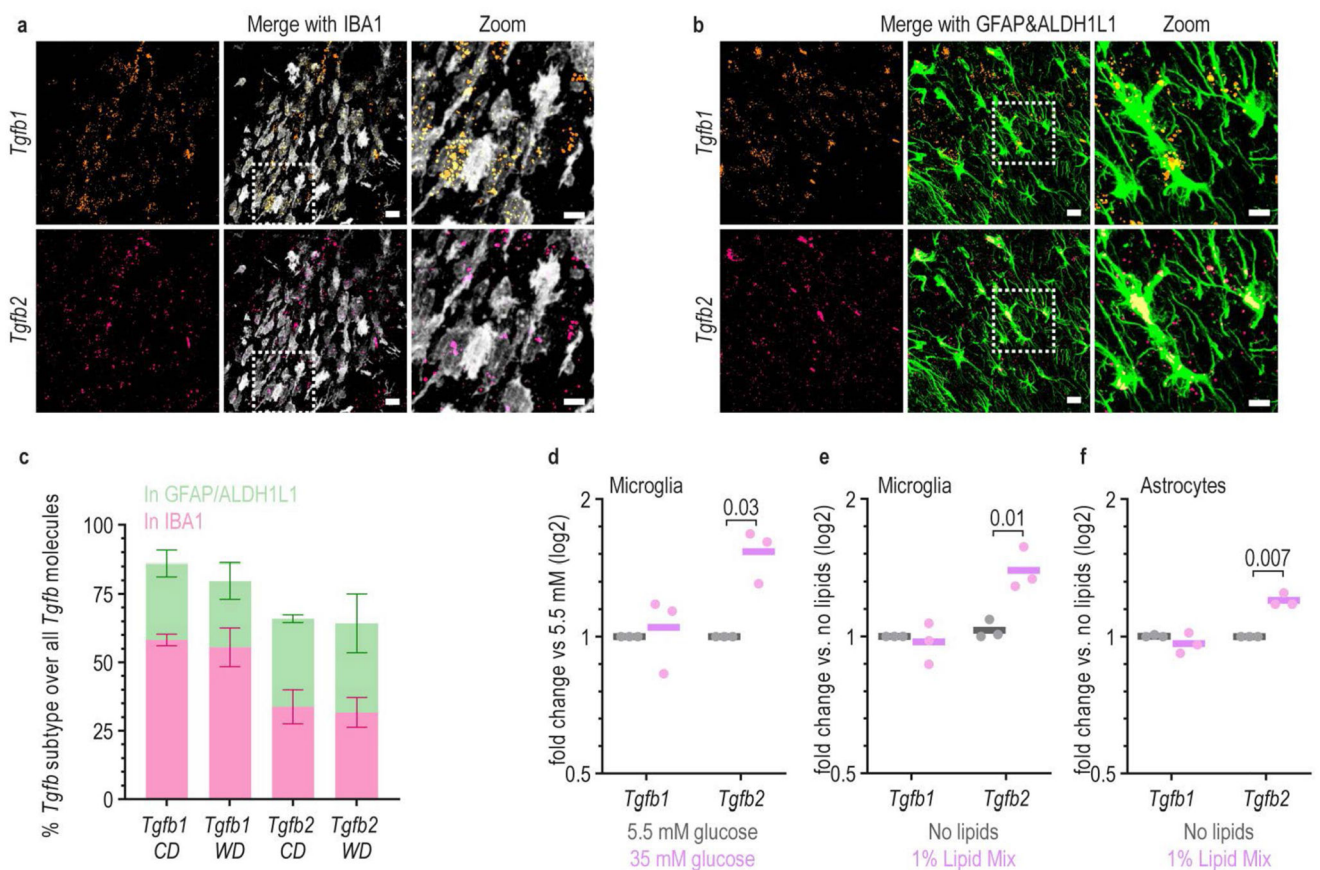 a
Merge with IBA1
Zoom
Tgfb1
Tgfb2
b
Merge with GFAP&ALDH1L1
Zoom
Tgfb1
Tgfb2
c
% Tgfb subtype over all Tgfb molecules
In GFAP/ALDH1L1
In IBA1
100
75
50
25
0
Tgfb1
CD
Tgfb1
WD
Tgfb2
CD
Tgfb2
WD
d
Microglia
fold change vs 5.5 mM (log2)
2
1
0.5
0.03
Tgfb1
Tgfb2
5.5 mM glucose
35 mM glucose
e
Microglia
fold change vs. no lipids (log2)
2
1
0.5
0.01
Tgfb1
Tgfb2
No lipids
1% Lipid Mix
f
Astrocytes
fold change vs. no lipids (log2)
2
1
0.5
0.007
Tgfb1
Tgfb2
No lipids
1% Lipid Mix